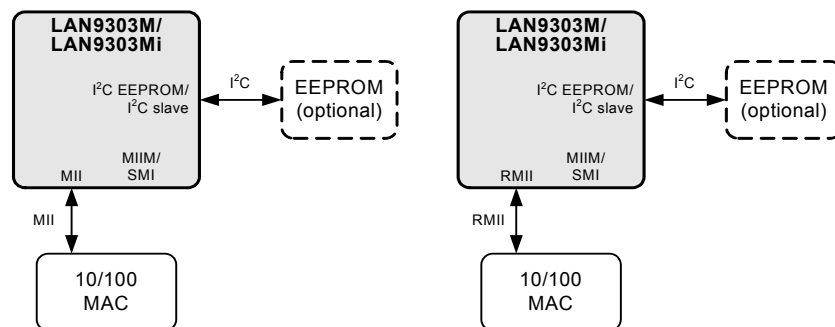 LAN9303M/
LAN9303Mi
I²C EEPROM/
I²C slave
MIIM/
SMI
MII
I²C
EEPROM
(optional)
MII
10/100
MAC
LAN9303M/
LAN9303Mi
I²C EEPROM/
I²C slave
MIIM/
SMI
RMII
I²C
EEPROM
(optional)
RMII
10/100
MAC